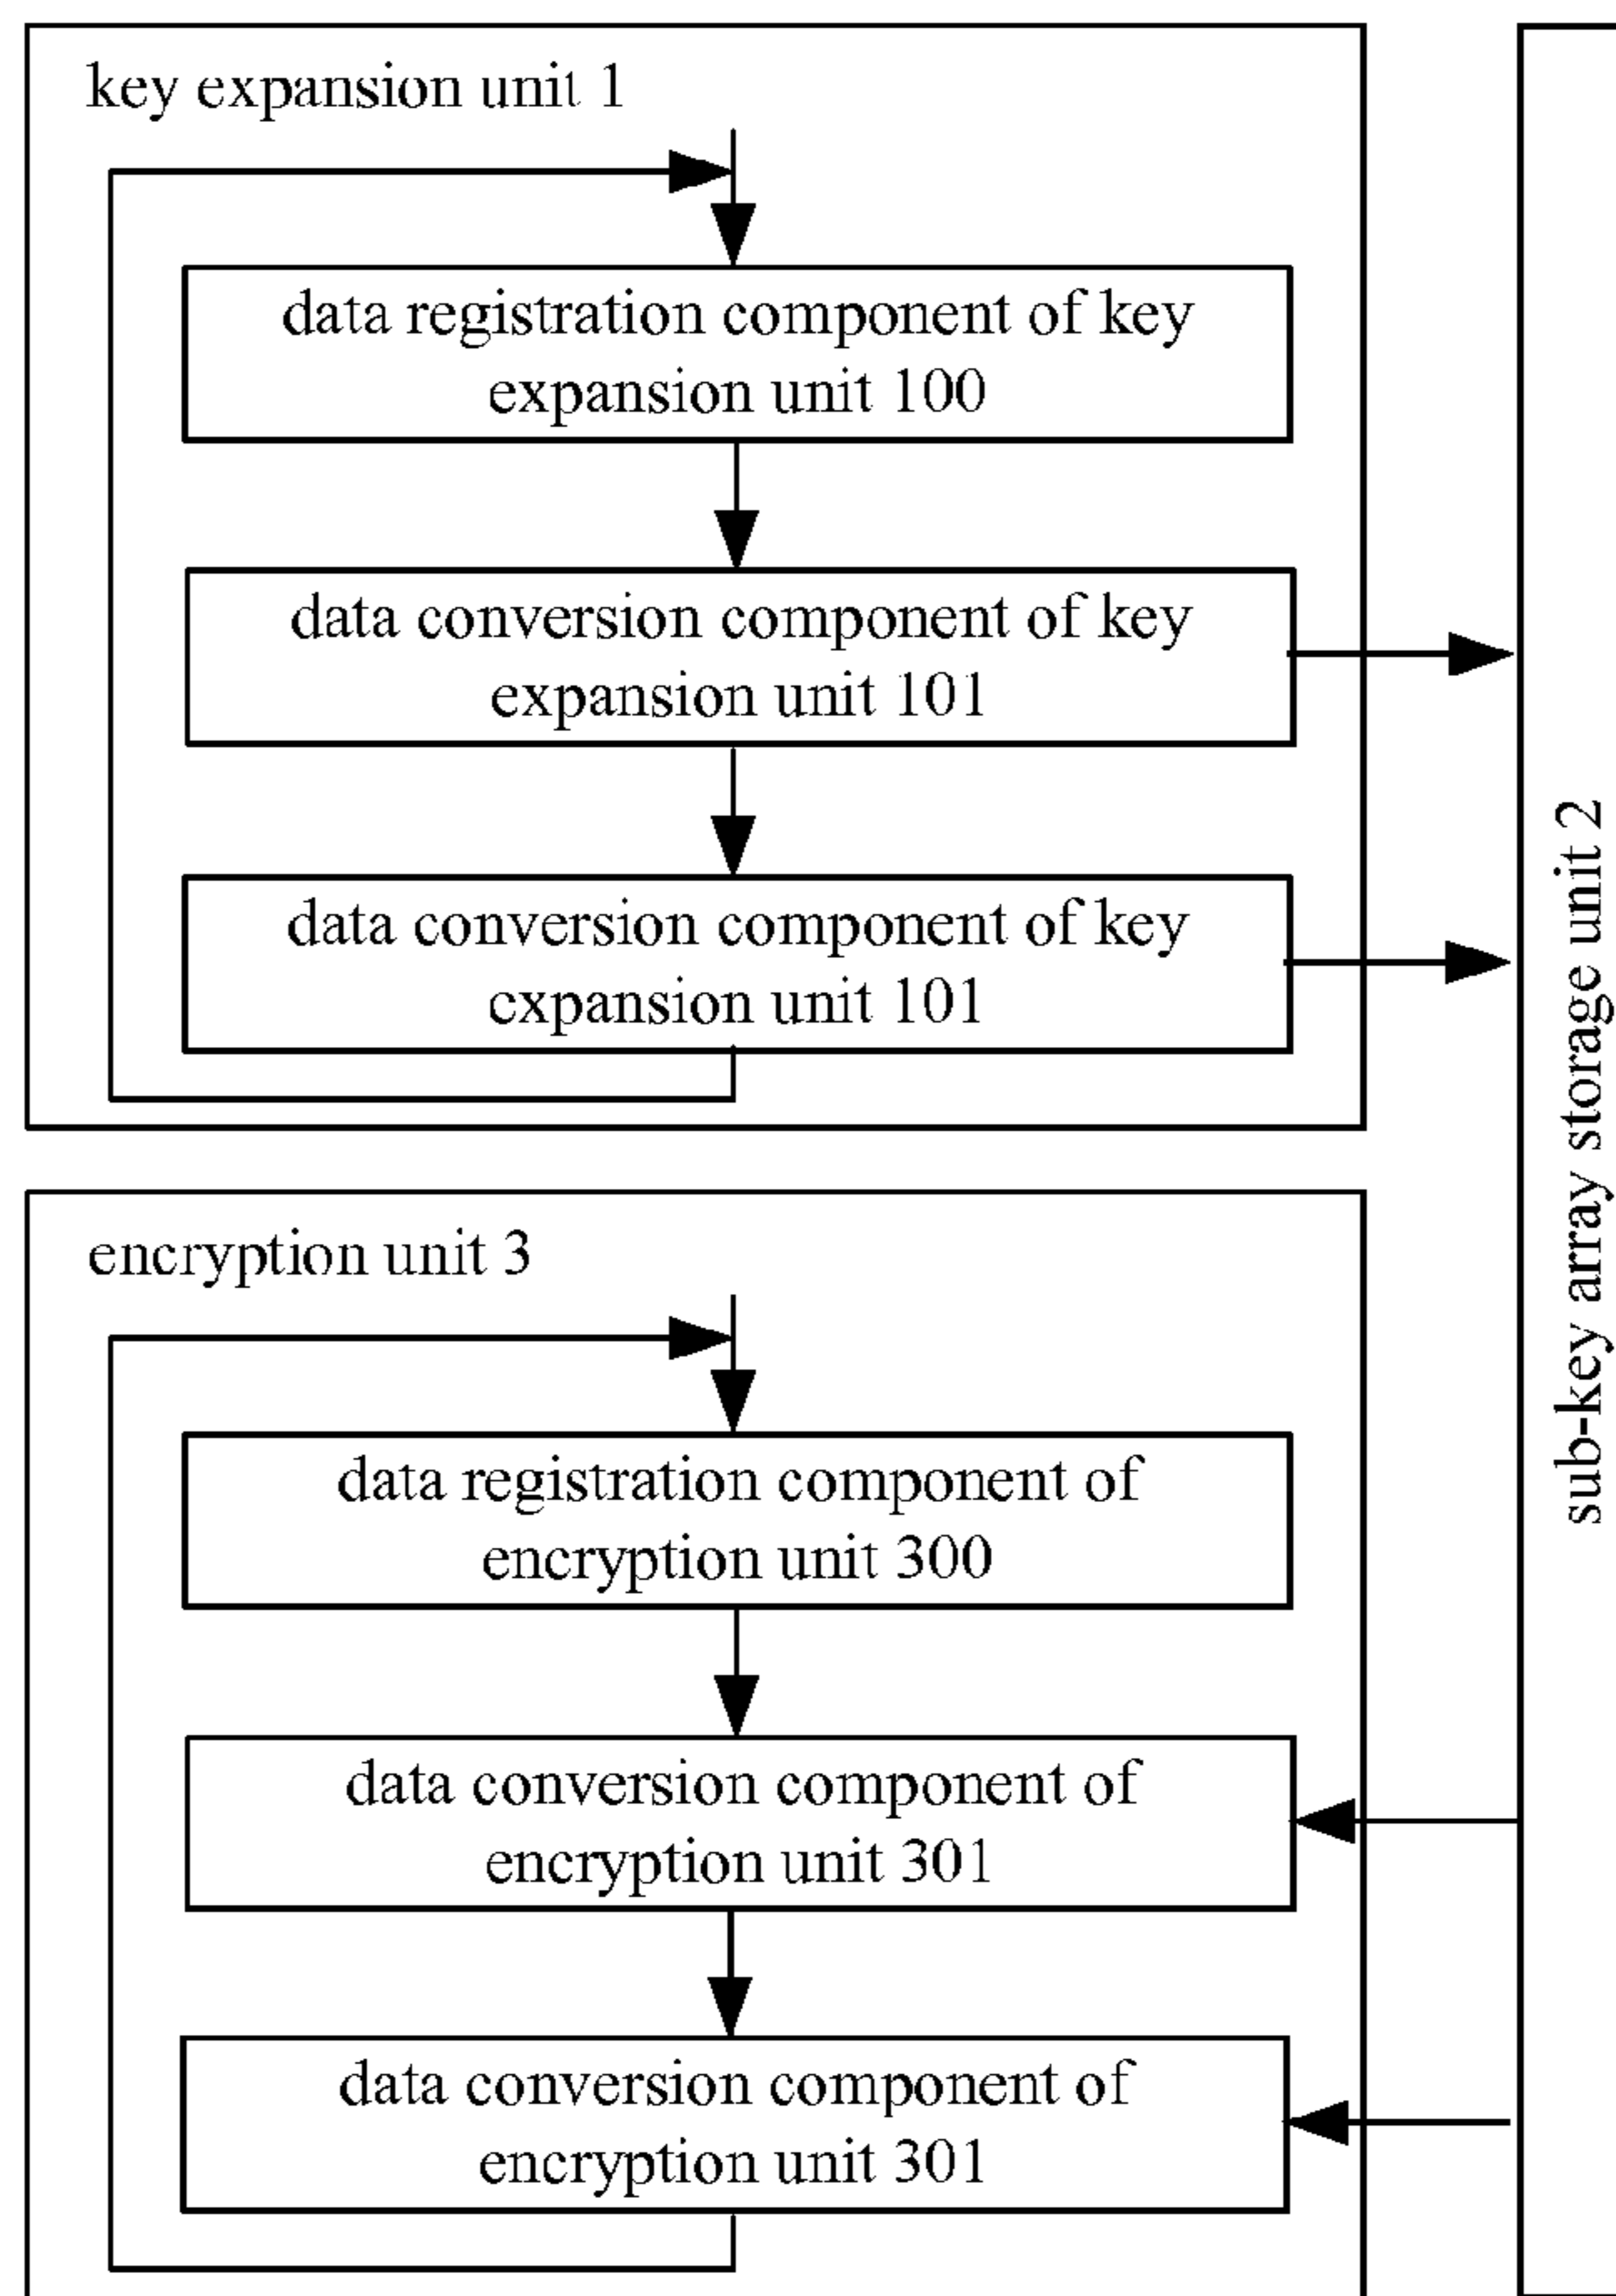 key expansion unit 1
data registration component of key
expansion unit 100
data conversion component of key
expansion unit 101
data conversion component of key
expansion unit 101
sub-key array storage unit 2
encryption unit 3
data registration component of
encryption unit 300
data conversion component of
encryption unit 301
data conversion component of
encryption unit 301